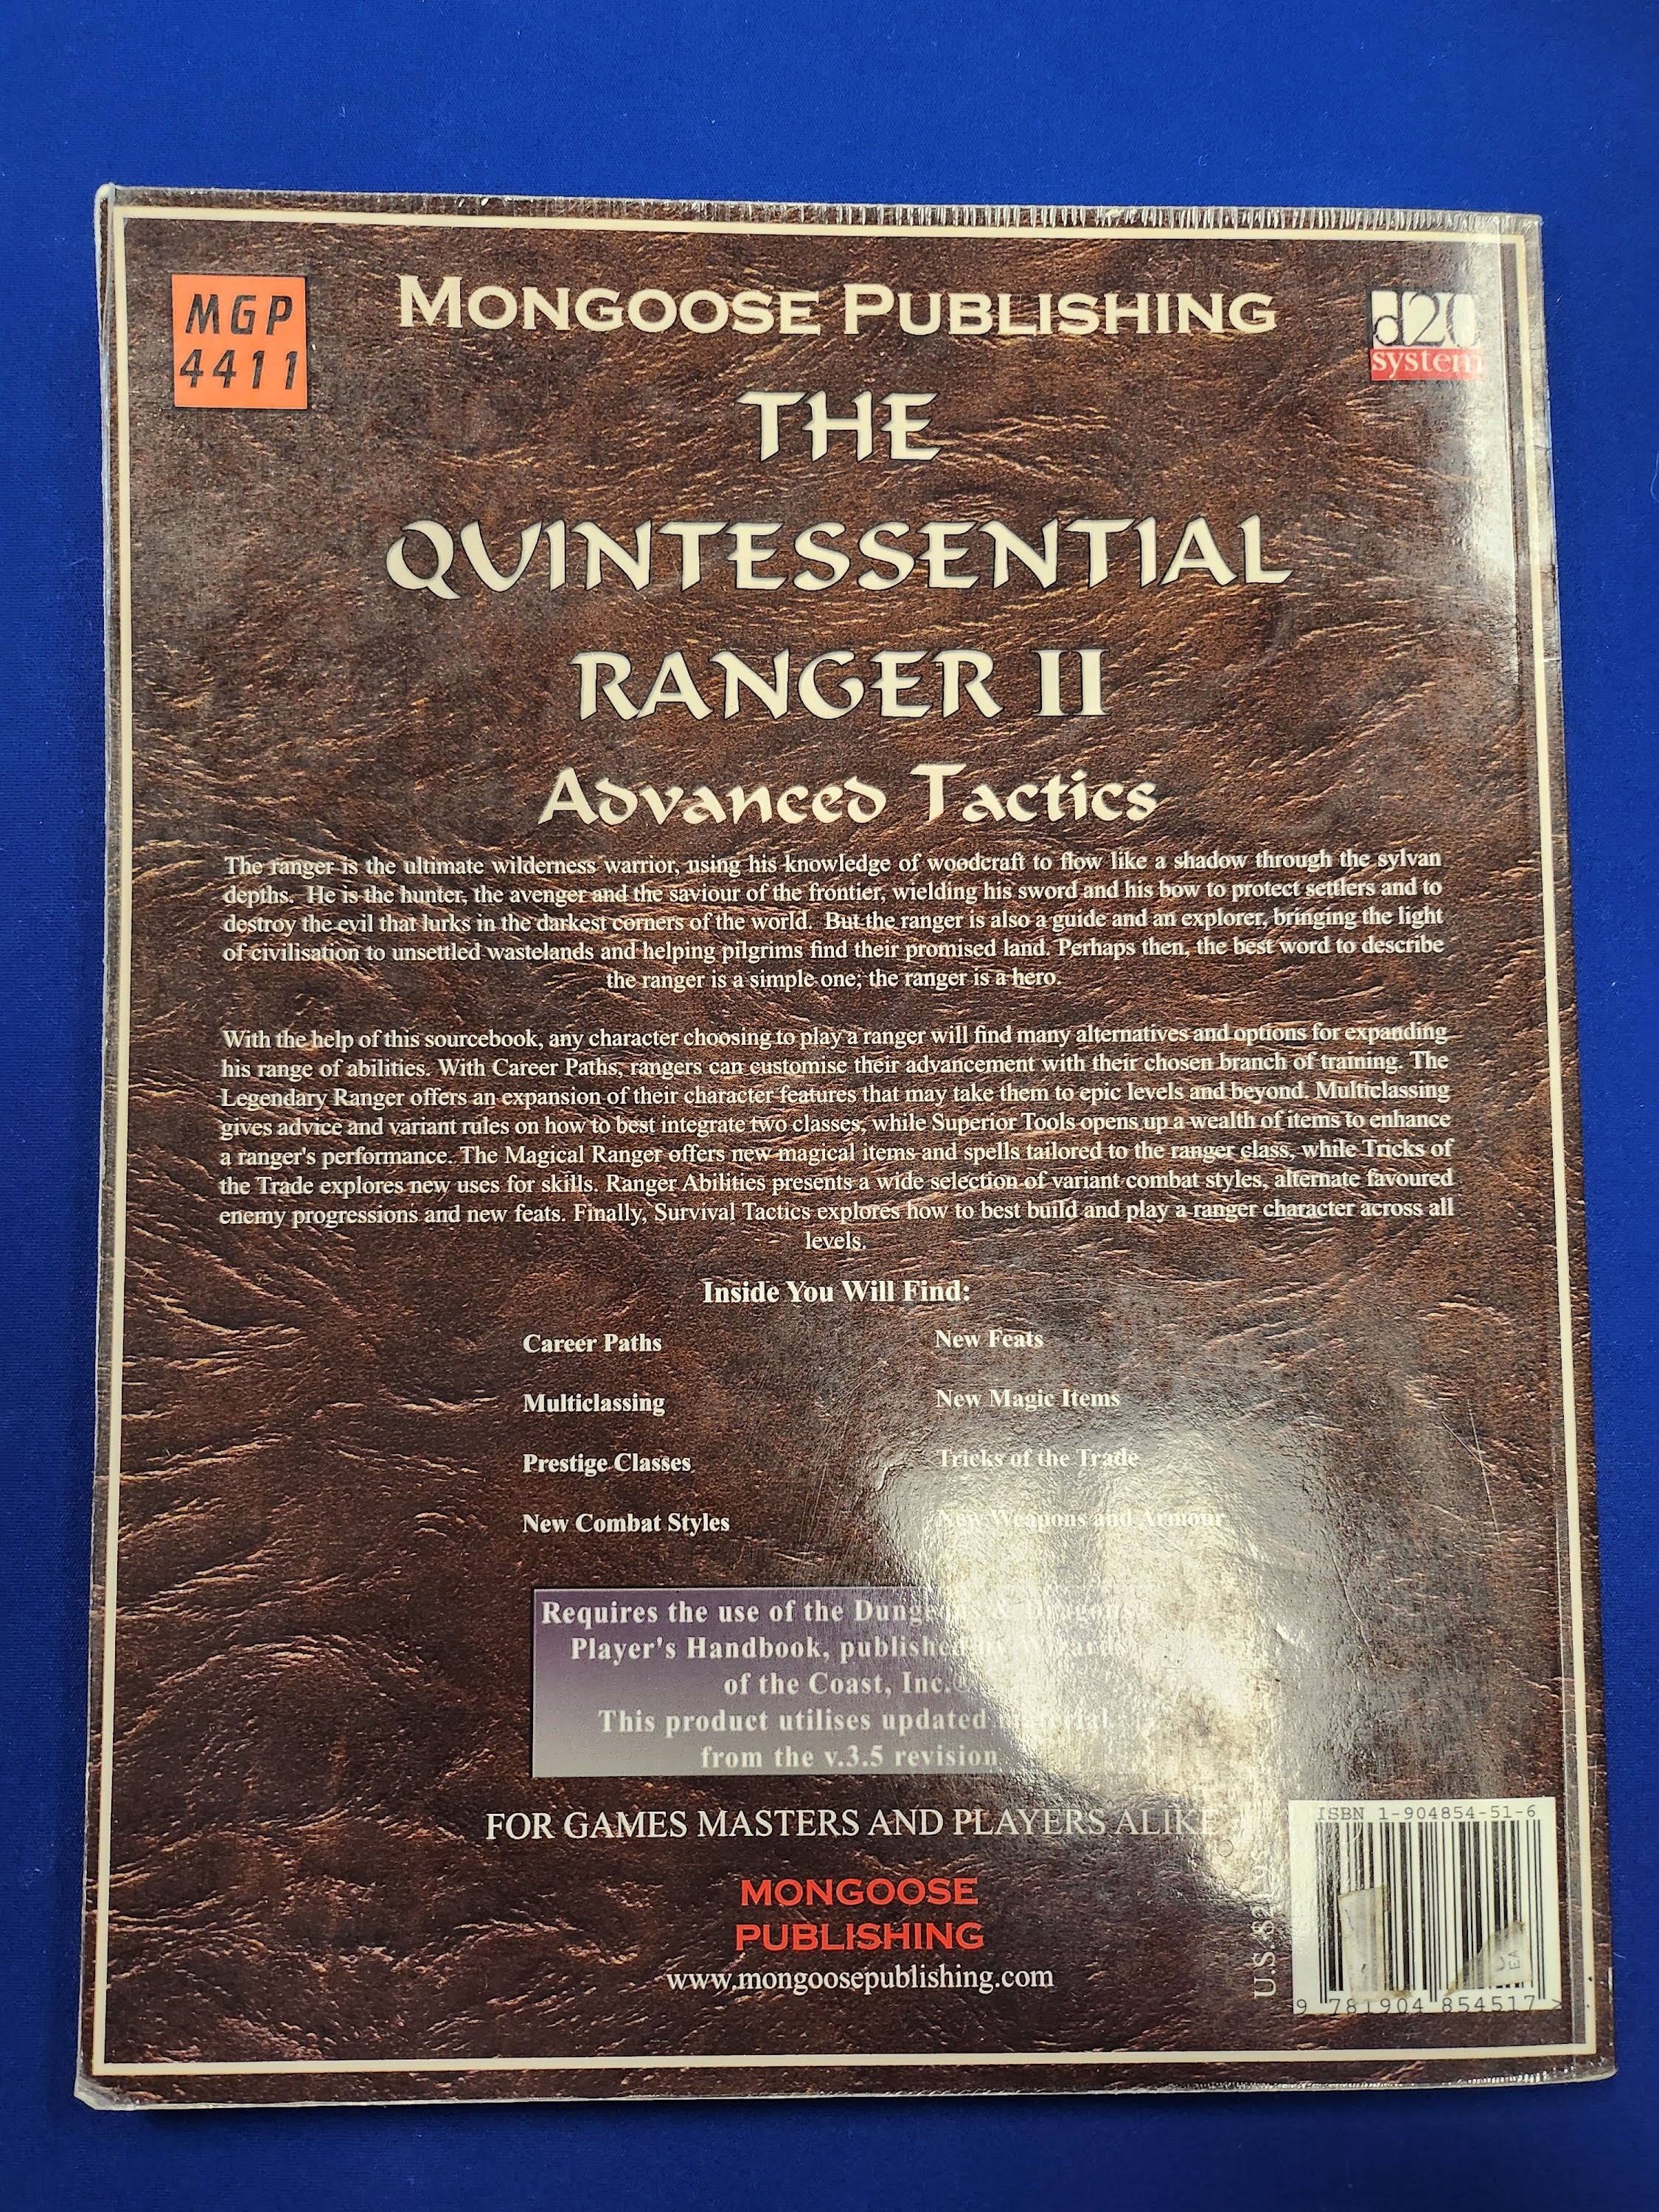 MGP
4411
MONGOOSE PUBLISHING
d20
system
THE
QUINTESSENTIAL
RANGER II
Advanced Tactics
The ranger is the ultimate wilderness warrior, using his knowledge of woodcraft to flow like a shadow through the sylvan
depths. He is the hunter, the avenger and the saviour of the frontier, wielding his sword and his bow to protect settlers and to
destroy the evil that lurks in the darkest corners of the world. But the ranger is also a guide and an explorer, bringing the light
of civilisation to unsettled wastelands and helping pilgrims find their promised land. Perhaps then, the best word to describe
the ranger is a simple one; the ranger is a hero.
With the help of this sourcebook, any character choosing to play a ranger will find many alternatives and options for expanding
his range of abilities. With Career Paths, rangers can customise their advancement with their chosen branch of training. The
Legendary Ranger offers an expansion of their character features that may take them to epic levels and beyond. Multiclassing
gives advice and variant rules on how to best integrate two classes, while Superior Tools opens up a wealth of items to enhance
a ranger's performance. The Magical Ranger offers new magical items and spells tailored to the ranger class, while Tricks of
the Trade explores new uses for skills. Ranger Abilities presents a wide selection of variant combat styles, alternate favoured
enemy progressions and new feats. Finally, Survival Tactics explores how to best build and play a ranger character across all
levels.
Inside You Will Find:
Career Paths
New Feats
Multiclassing
New Magic Items
Prestige Classes
Tricks of the Trade
New Combat Styles
New Weapons and Armour
Requires the use of the Dungeons & Dragons
Player's Handbook, published by Wizards
of the Coast, Inc.®
This product utilises updated material
from the v.3.5 revision
FOR GAMES MASTERS AND PLAYERS ALIKE
MONGOOSE
PUBLISHING
www.mongoosepublishing.com
ISBN 1-904854-51-6
9 781904 854517